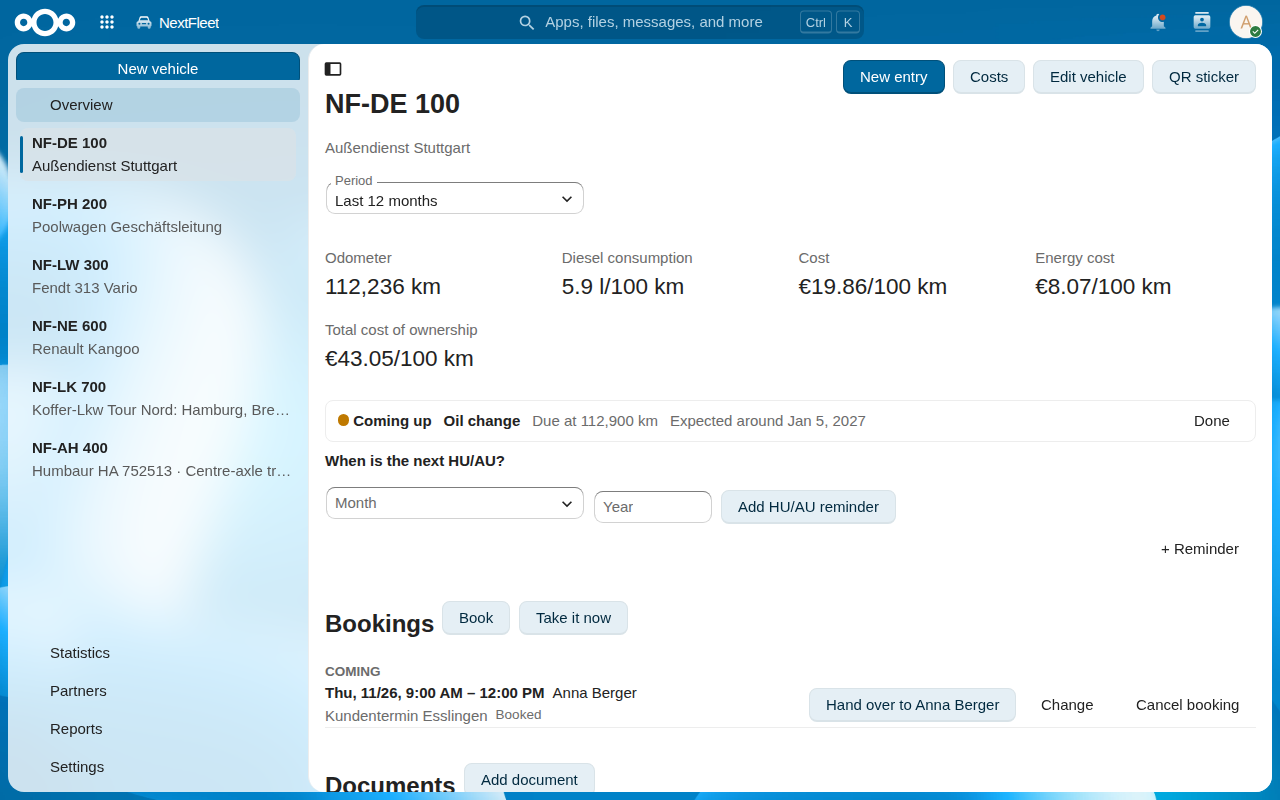 NextFleet
Apps, files, messages, and more
Ctrl K
A
New vehicle
Overview
NF-DE 100
Außendienst Stuttgart
NF-PH 200
Poolwagen Geschäftsleitung
NF-LW 300
Fendt 313 Vario
NF-NE 600
Renault Kangoo
NF-LK 700
Koffer-Lkw Tour Nord: Hamburg, Bre…
NF-AH 400
Humbaur HA 752513 · Centre-axle tr…
Statistics
Partners
Reports
Settings
New entry
Costs
Edit vehicle
QR sticker
NF-DE 100
Außendienst Stuttgart
Period
Last 12 months
Odometer
112,236 km
Diesel consumption
5.9 l/100 km
Cost
€19.86/100 km
Energy cost
€8.07/100 km
Total cost of ownership
€43.05/100 km
Coming up Oil change Due at 112,900 km Expected around Jan 5, 2027 Done
When is the next HU/AU?
Month
Year
Add HU/AU reminder
+ Reminder
Bookings
Book
Take it now
COMING
Thu, 11/26, 9:00 AM – 12:00 PM Anna Berger
Kundentermin Esslingen Booked
Hand over to Anna Berger
Change
Cancel booking
Documents
Add document